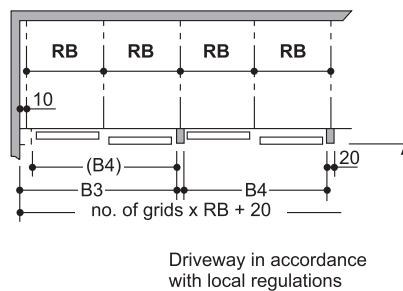 RB RB RB RB
10
(B4)
20
B3 B4
no. of grids x RB + 20
Driveway in accordance
with local regulations